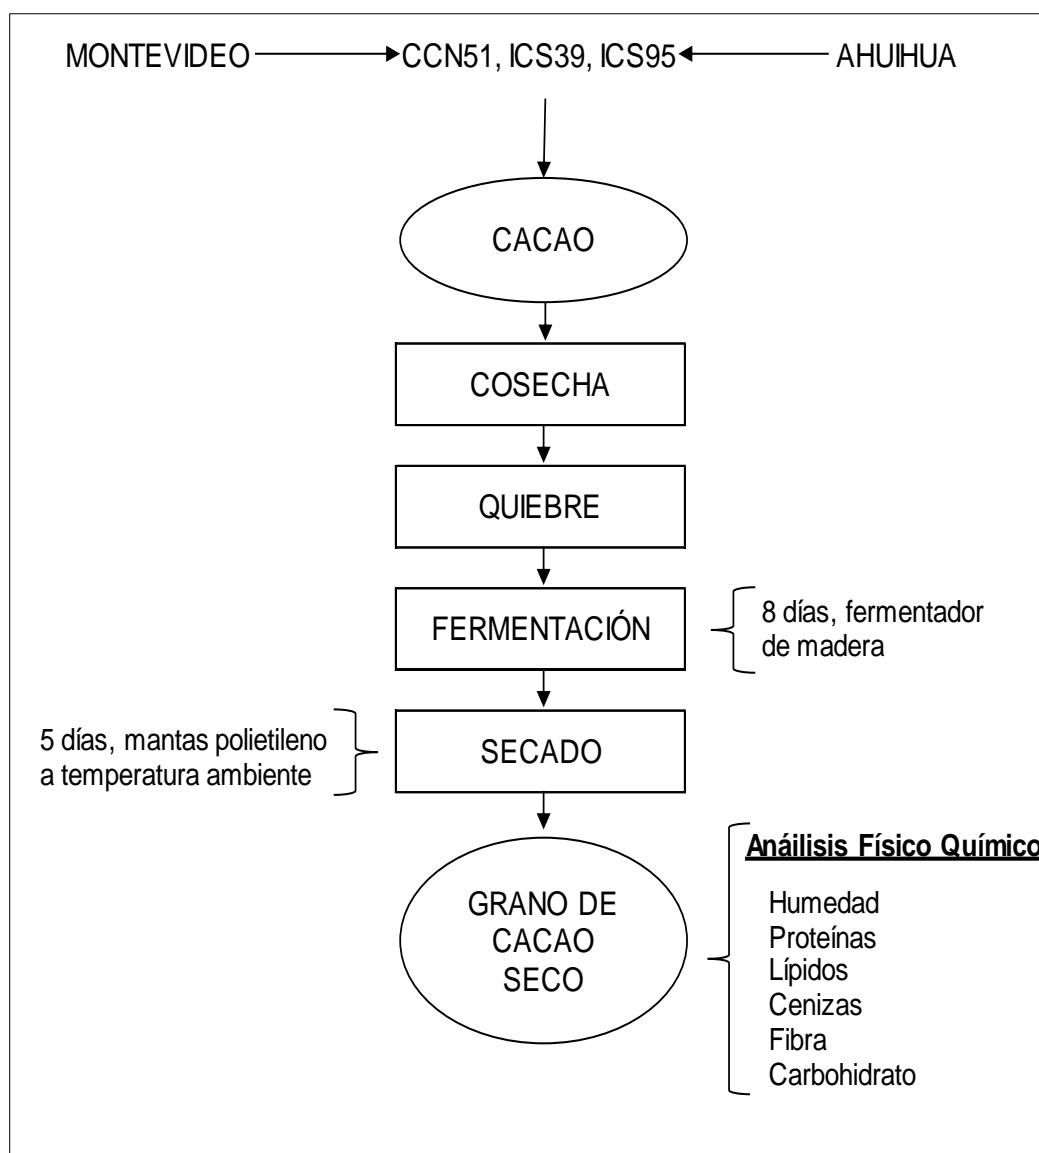 MONTEVIDEO CCN51, ICS39, ICS95 AHUIHUA
CACAO
COSECHA
QUIEBRE
FERMENTACIÓN
8 días, fermentador
de madera
SECADO
5 días, mantas polietileno
a temperatura ambiente
GRANO DE
CACAO
SECO
Anáilisis Físico Químico
Humedad
Proteínas
Lípidos
Cenizas
Fibra
Carbohidrato